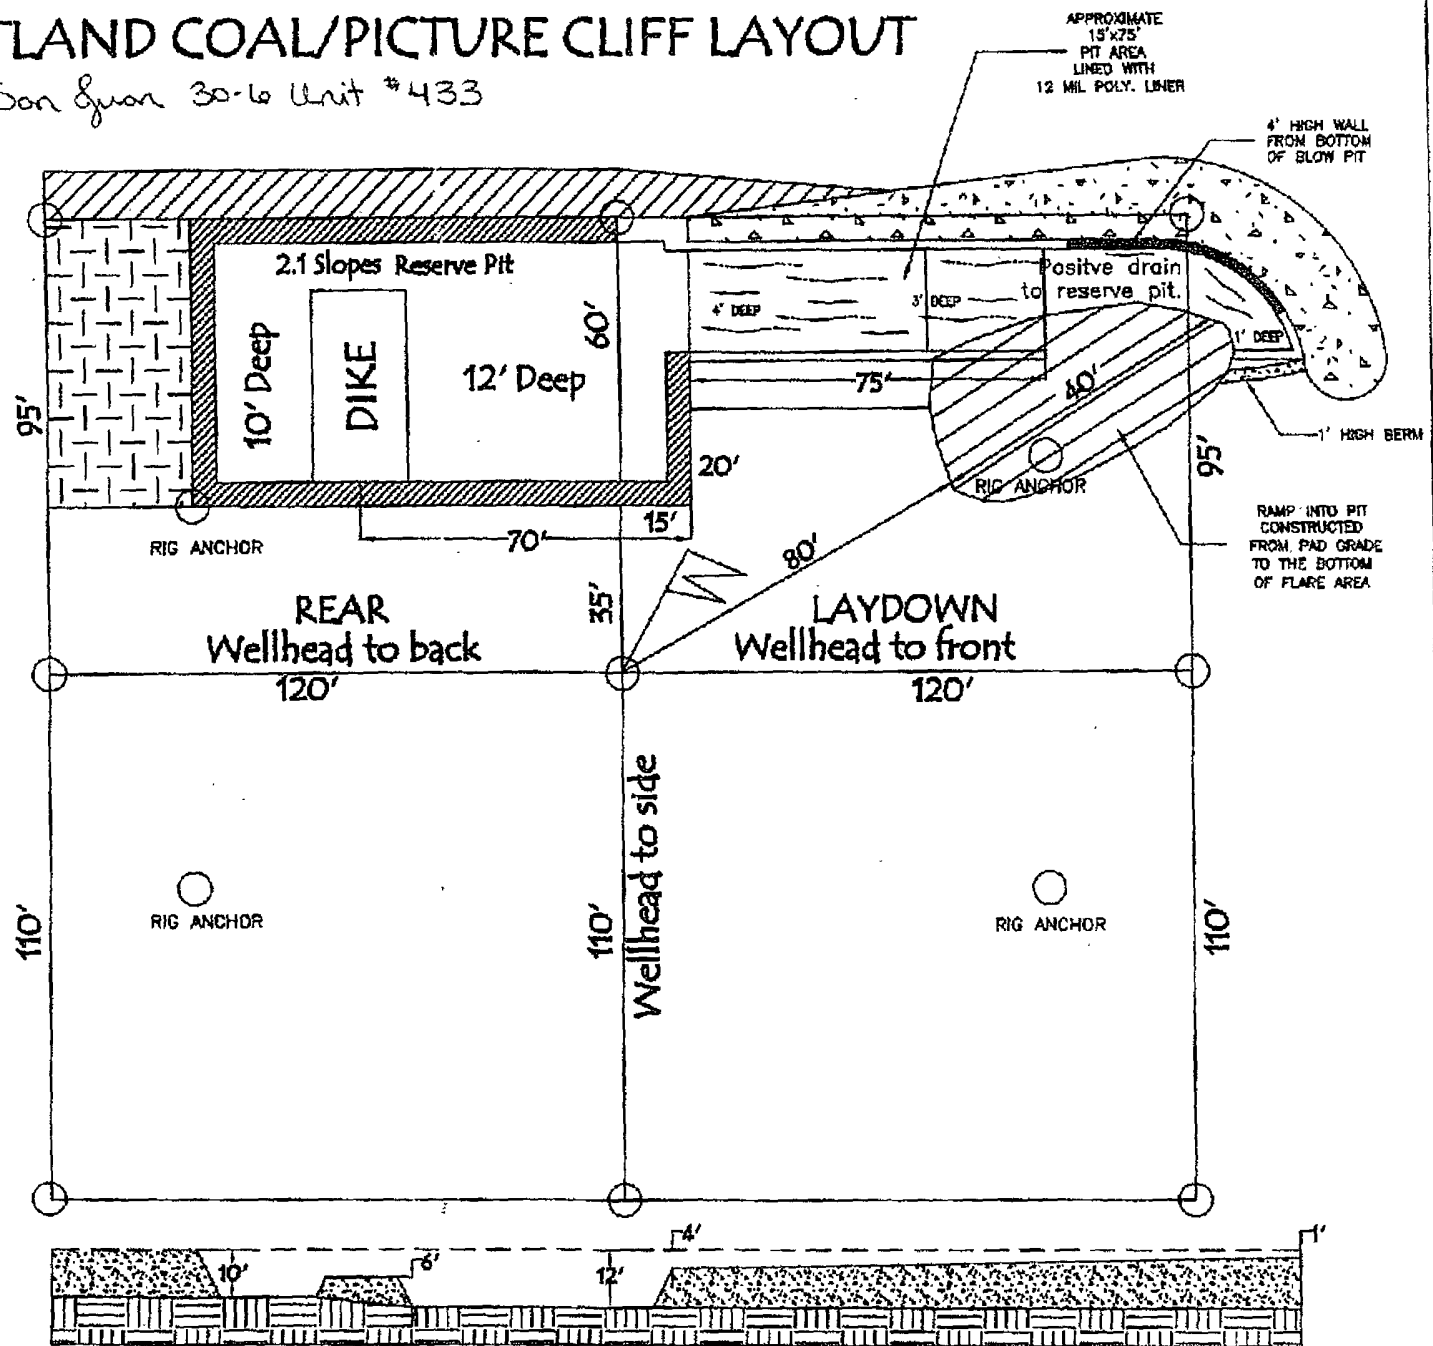 TLAND COAL/PICTURE CLIFF LAYOUT
San Juan 30-6 Unit #433
APPROXIMATE
15'x75'
PIT AREA
LINED WITH
12 MIL POLY. LINER
4' HIGH WALL
FROM BOTTOM
OF BLOW PIT
2.1 Slopes Reserve Pit
Positve drain
to reserve pit.
4' DEEP
3' DEEP
1' DEEP
60'
10' Deep
DIKE
12' Deep
75'
40'
95'
95'
1' HIGH BERM
20'
RIG ANCHOR
15'
70'
RIG ANCHOR
80'
N
35'
RAMP INTO PIT
CONSTRUCTED
FROM PAD GRADE
TO THE BOTTOM
OF FLARE AREA
REAR
Wellhead to back
120'
LAYDOWN
Wellhead to front
120'
Wellhead to side
RIG ANCHOR
RIG ANCHOR
110'
110'
110'
4'
1'
10'
6'
12'